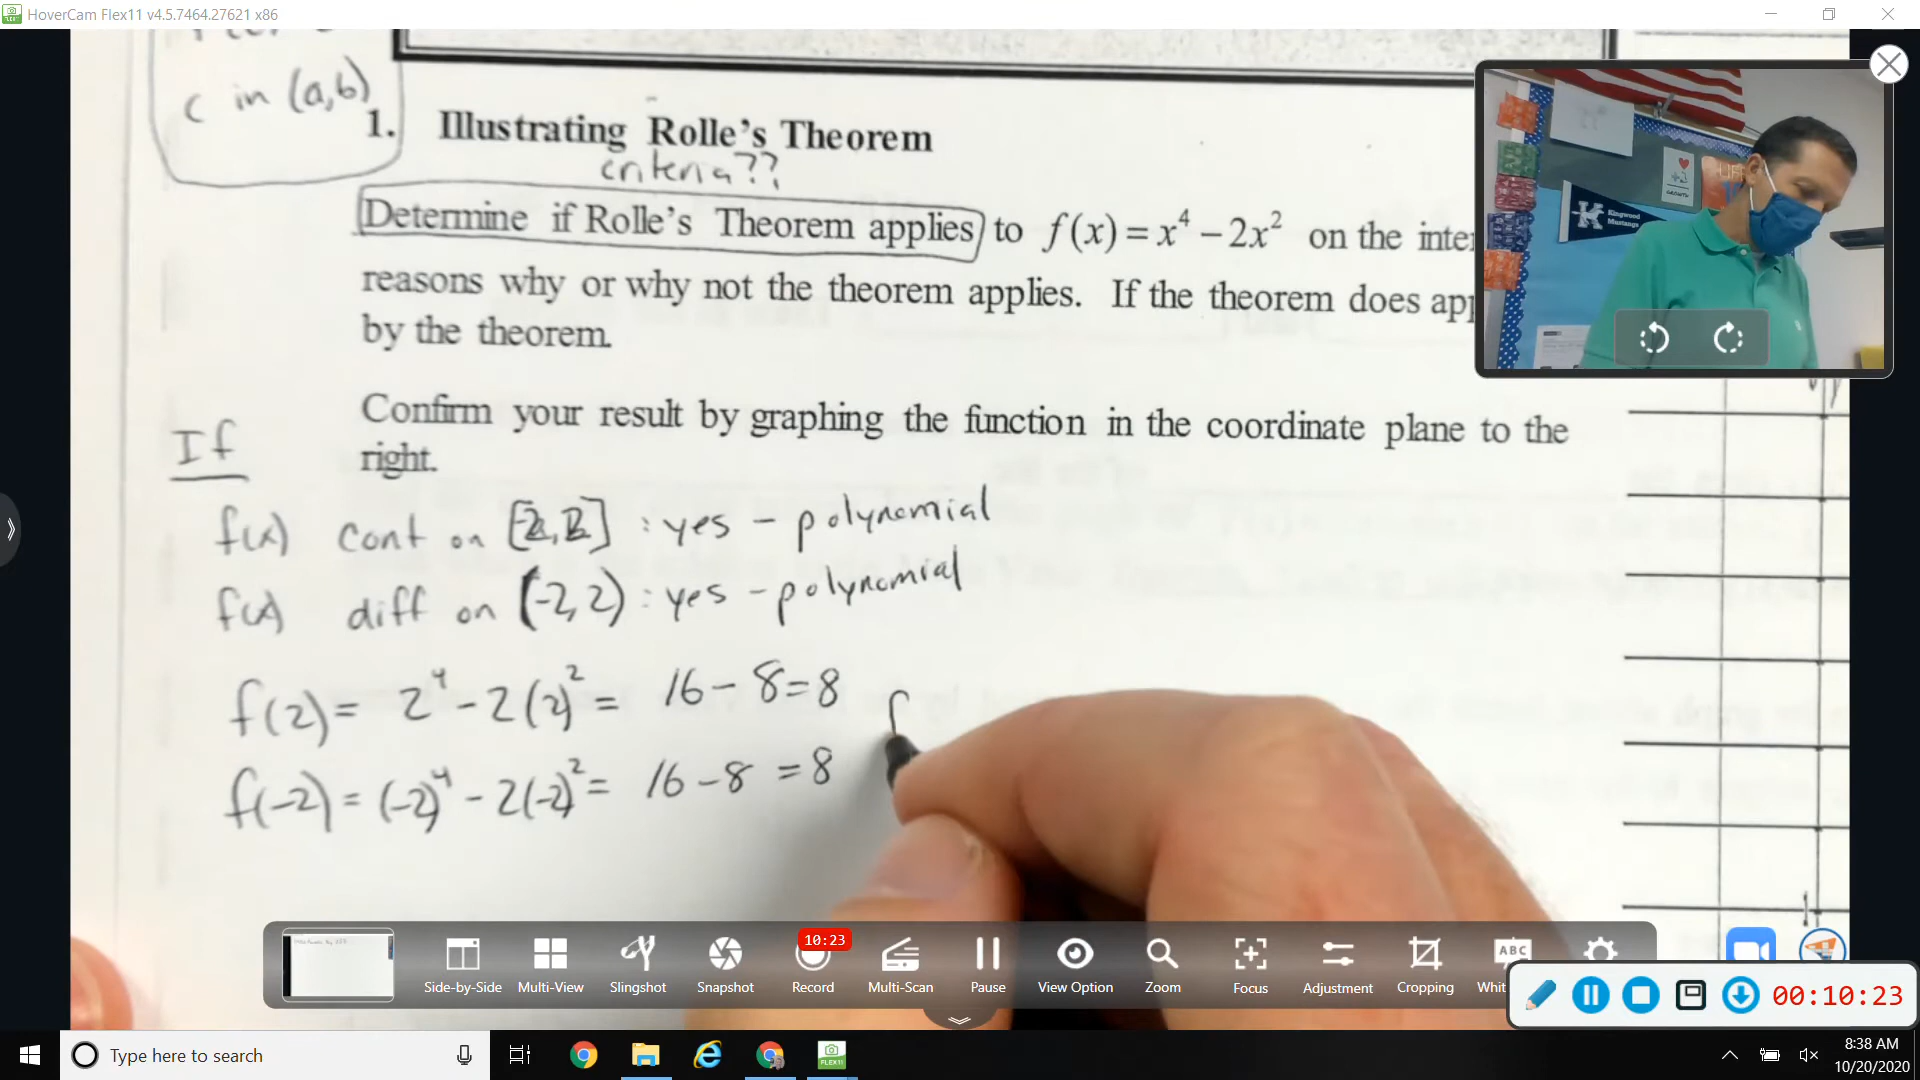 HoverCam Flex11 v4.5.7464.27621 x86
c in (a,b)
1. Illustrating Rolle's Theorem
criteria??
Determine if Rolle's Theorem applies to f(x) = x⁴ − 2x² on the inte
reasons why or why not the theorem applies. If the theorem does app
by the theorem.
Confirm your result by graphing the function in the coordinate plane to the
right.
If
f(x) cont on [-2,2] : yes - polynomial
f(x) diff on (-2,2) : yes - polynomial
f(2) = 2⁴ - 2(2)² = 16 - 8 = 8
f(-2) = (-2)⁴ - 2(-2)² = 16 - 8 = 8
K Kingwood
Mustangs
10:23
Side-by-Side Multi-View Slingshot Snapshot Record Multi-Scan Pause View Option Zoom Focus Adjustment Cropping Whit
ABC
00:10:23
Type here to search
FLEX11
8:38 AM
10/20/2020